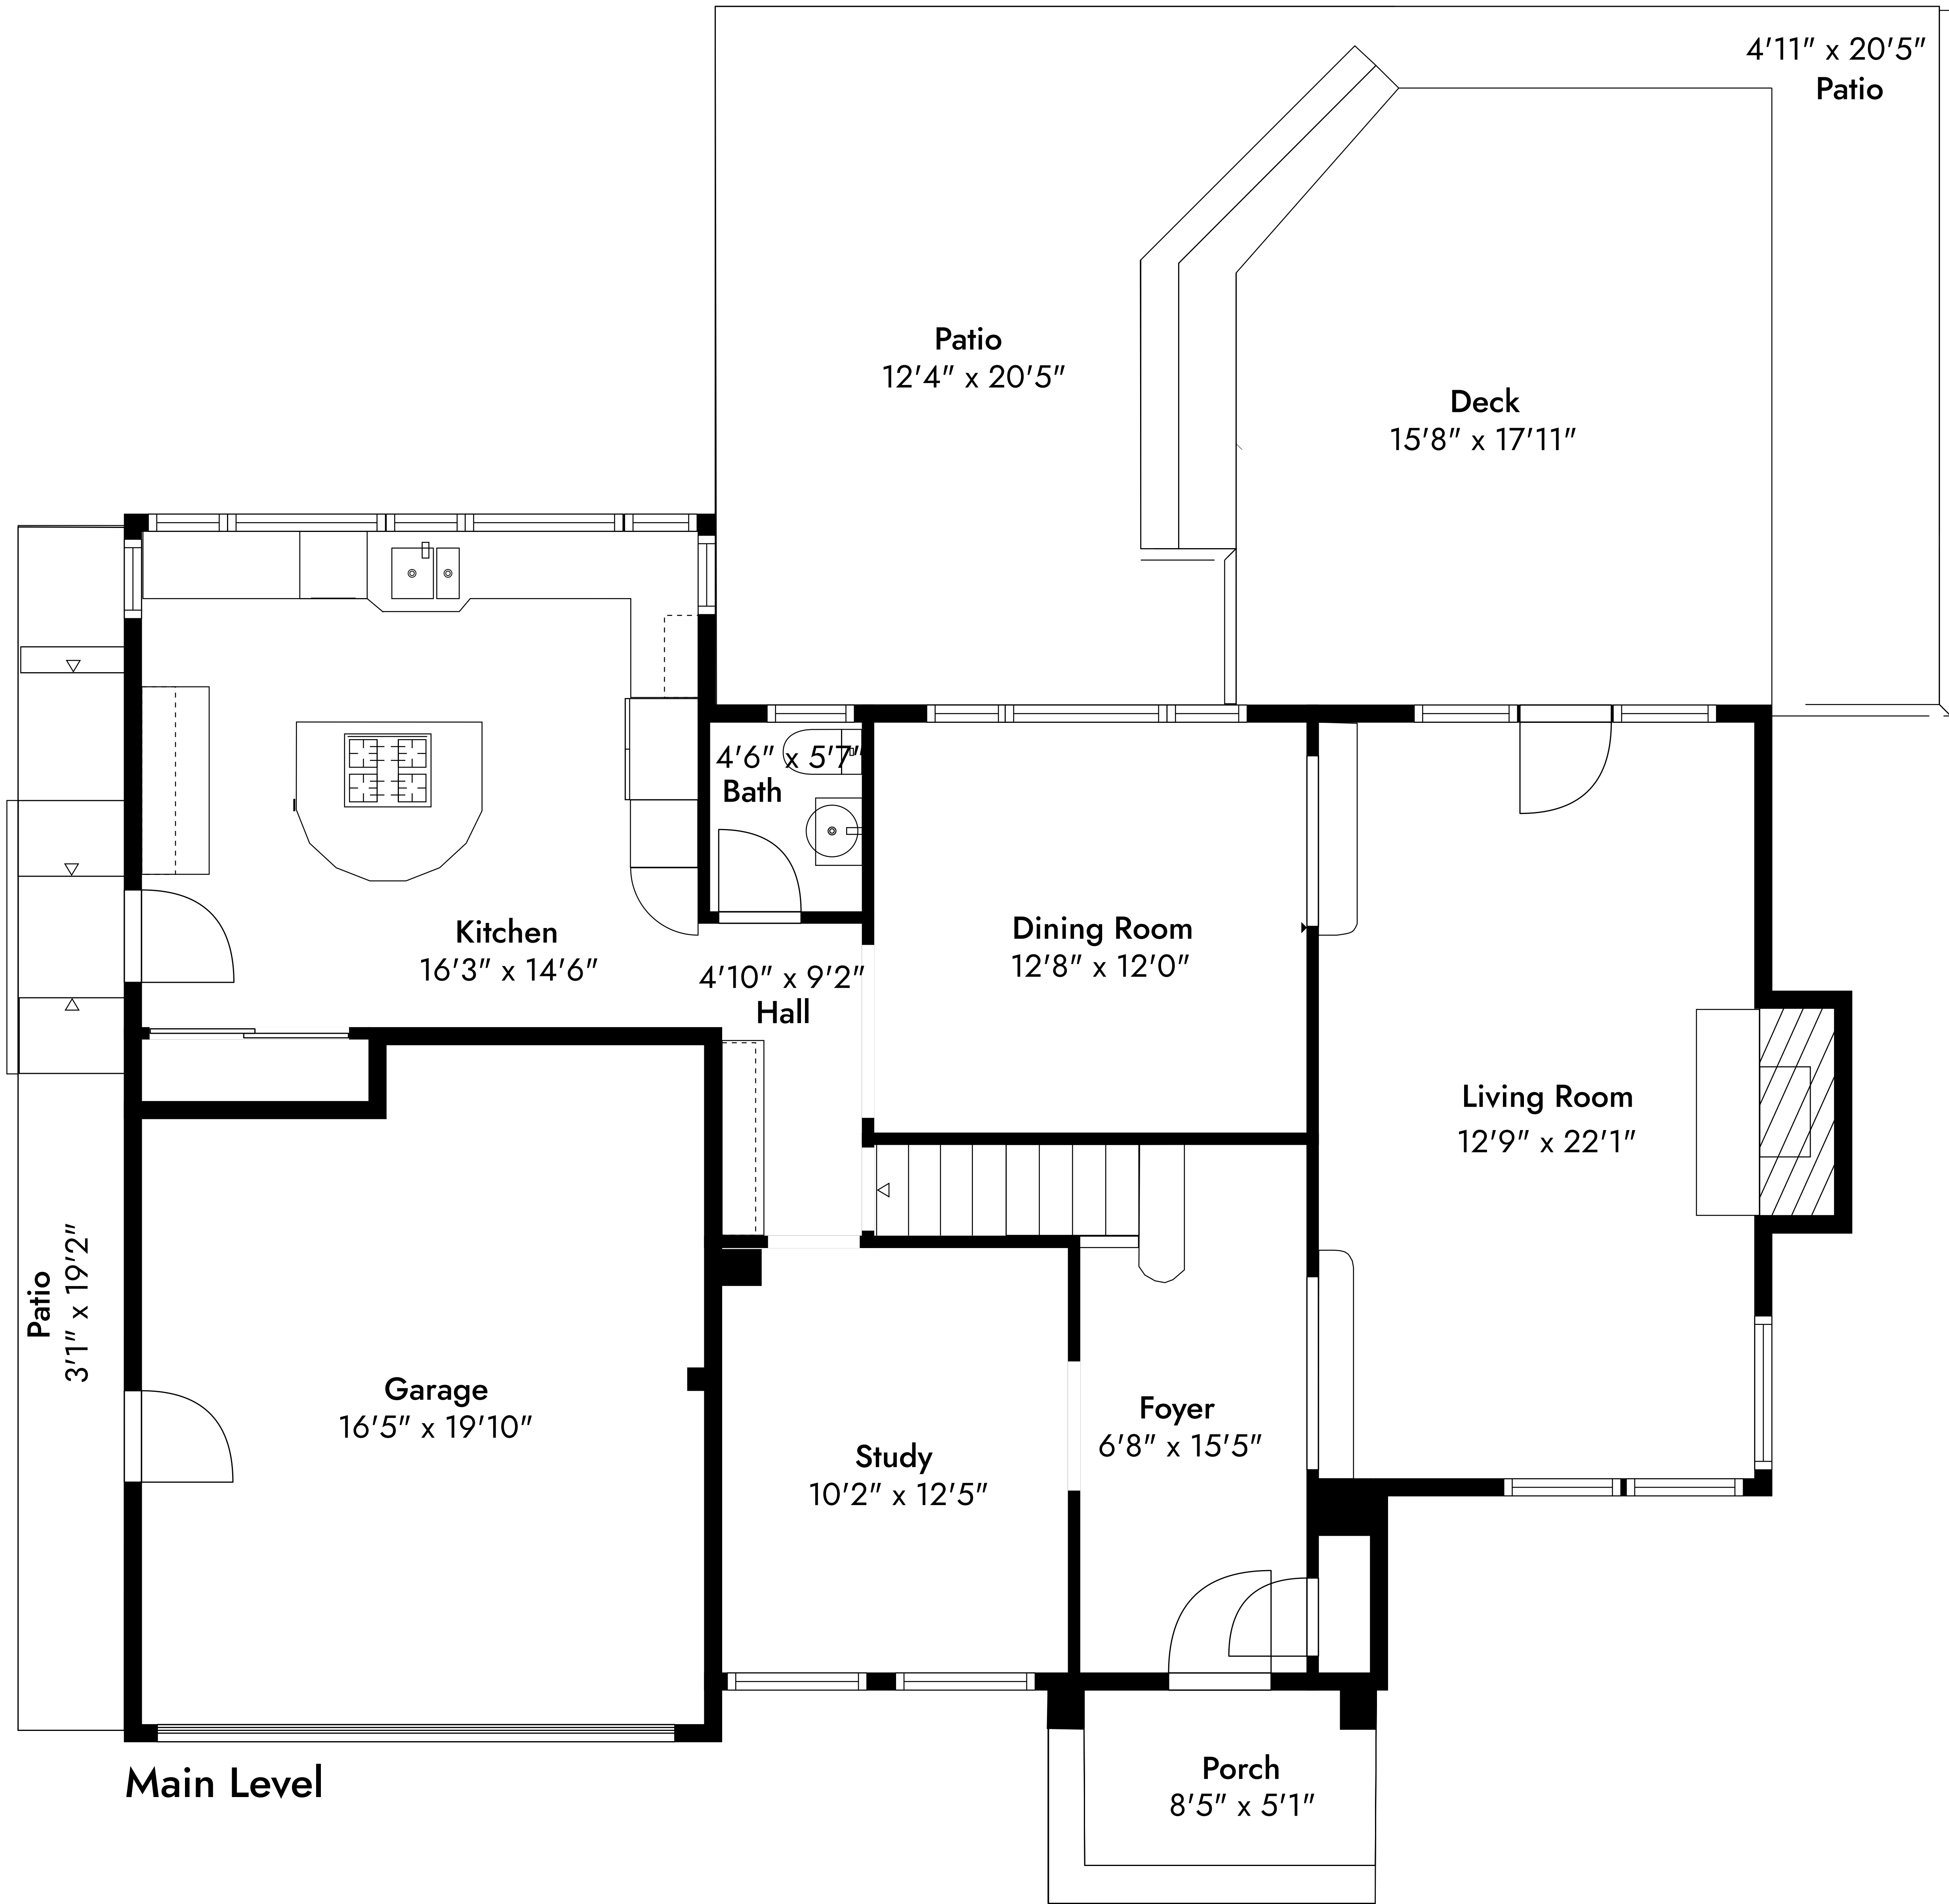 4'11" x 20'5"
Patio
Patio
12'4" x 20'5"
Deck
15'8" x 17'11"
4'6" x 5'7"
Bath
Kitchen
16'3" x 14'6"
4'10" x 9'2"
Hall
Dining Room
12'8" x 12'0"
Living Room
12'9" x 22'1"
Patio
3'1" x 19'2"
Garage
16'5" x 19'10"
Study
10'2" x 12'5"
Foyer
6'8" x 15'5"
Porch
8'5" x 5'1"
Main Level